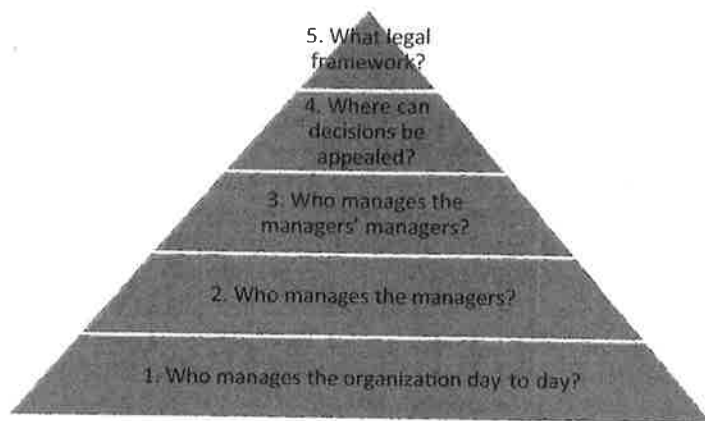 5. What legal
framework?
4. Where can
decisions be
appealed?
3. Who manages the
managers' managers?
2. Who manages the managers?
1. Who manages the organization day to day?